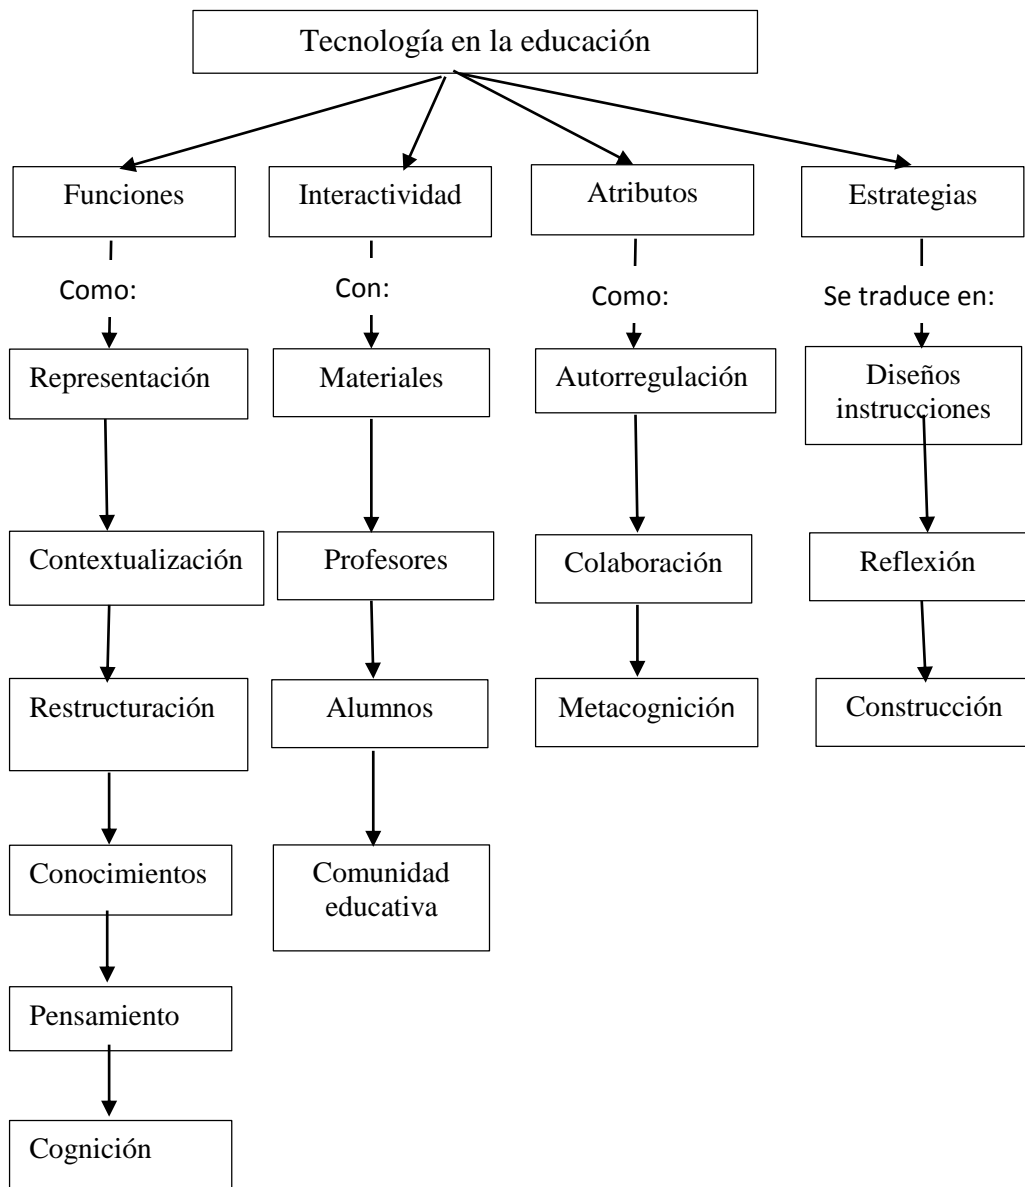 Tecnología en la educación
Funciones
Interactividad
Atributos
Estrategias
Como:
Con:
Como:
Se traduce en:
Representación
Materiales
Autorregulación
Diseños
instrucciones
Contextualización
Profesores
Colaboración
Reflexión
Restructuración
Alumnos
Metacognición
Construcción
Conocimientos
Comunidad
educativa
Pensamiento
Cognición